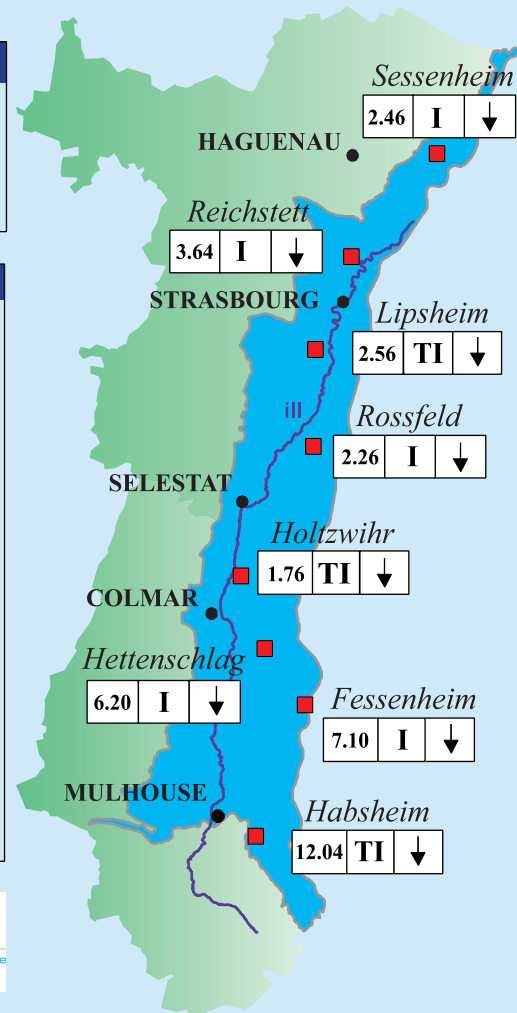 Sessenheim
2.46 I ↓
HAGUENAU
Reichstett
3.64 I ↓
STRASBOURG
Lipsheim
2.56 TI ↓
ill
Rossfeld
2.26 I ↓
SELESTAT
Holtzwihr
1.76 TI ↓
COLMAR
Hettenschlag
6.20 I ↓
Fessenheim
7.10 I ↓
MULHOUSE
Habsheim
12.04 TI ↓
e